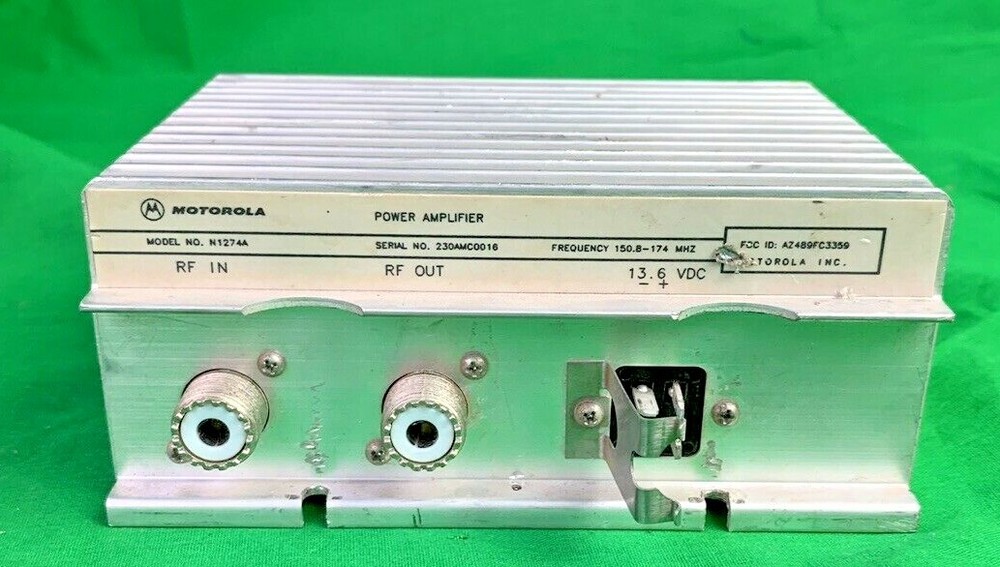 MOTOROLA
POWER AMPLIFIER
MODEL NO. N1274A
SERIAL NO. 230AMC0016
FREQUENCY 150.8-174 MHZ
FCC ID: AZ489FC3359
INC.
RF IN
RF OUT
13.6 VDC
- +